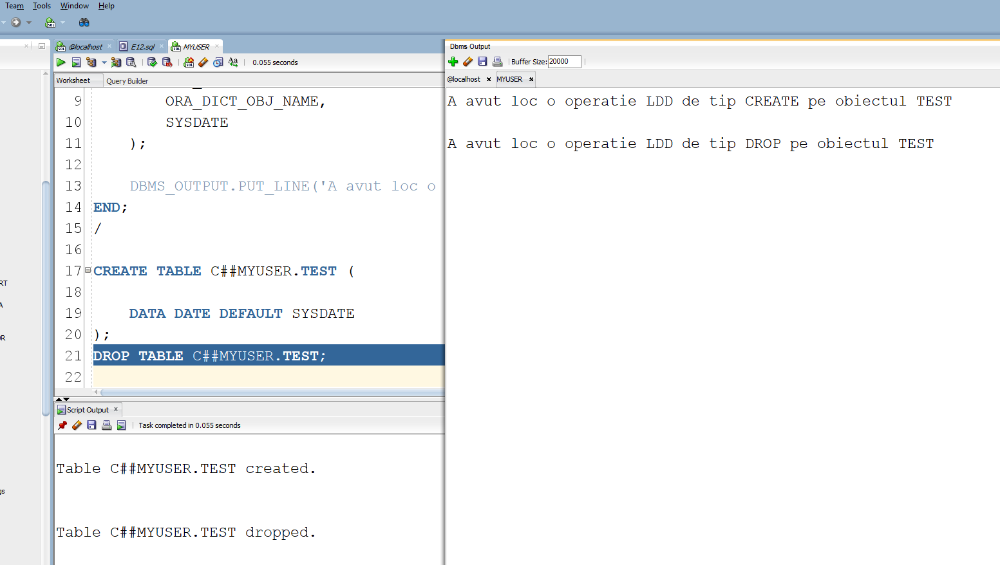 Team Tools Window Help
@localhost E12.sql MYUSER
0.055 seconds
Worksheet Query Builder
9 ORA_DICT_OBJ_NAME,
10 SYSDATE
11 );
12
13 DBMS_OUTPUT.PUT_LINE('A avut loc o
14 END;
15 /
16
17 CREATE TABLE C##MYUSER.TEST (
18
19 DATA DATE DEFAULT SYSDATE
20 );
21 DROP TABLE C##MYUSER.TEST;
22
Script Output
Task completed in 0.055 seconds
Table C##MYUSER.TEST created.
Table C##MYUSER.TEST dropped.
Dbms Output
Buffer Size: 20000
@localhost MYUSER
A avut loc o operatie LDD de tip CREATE pe obiectul TEST
A avut loc o operatie LDD de tip DROP pe obiectul TEST